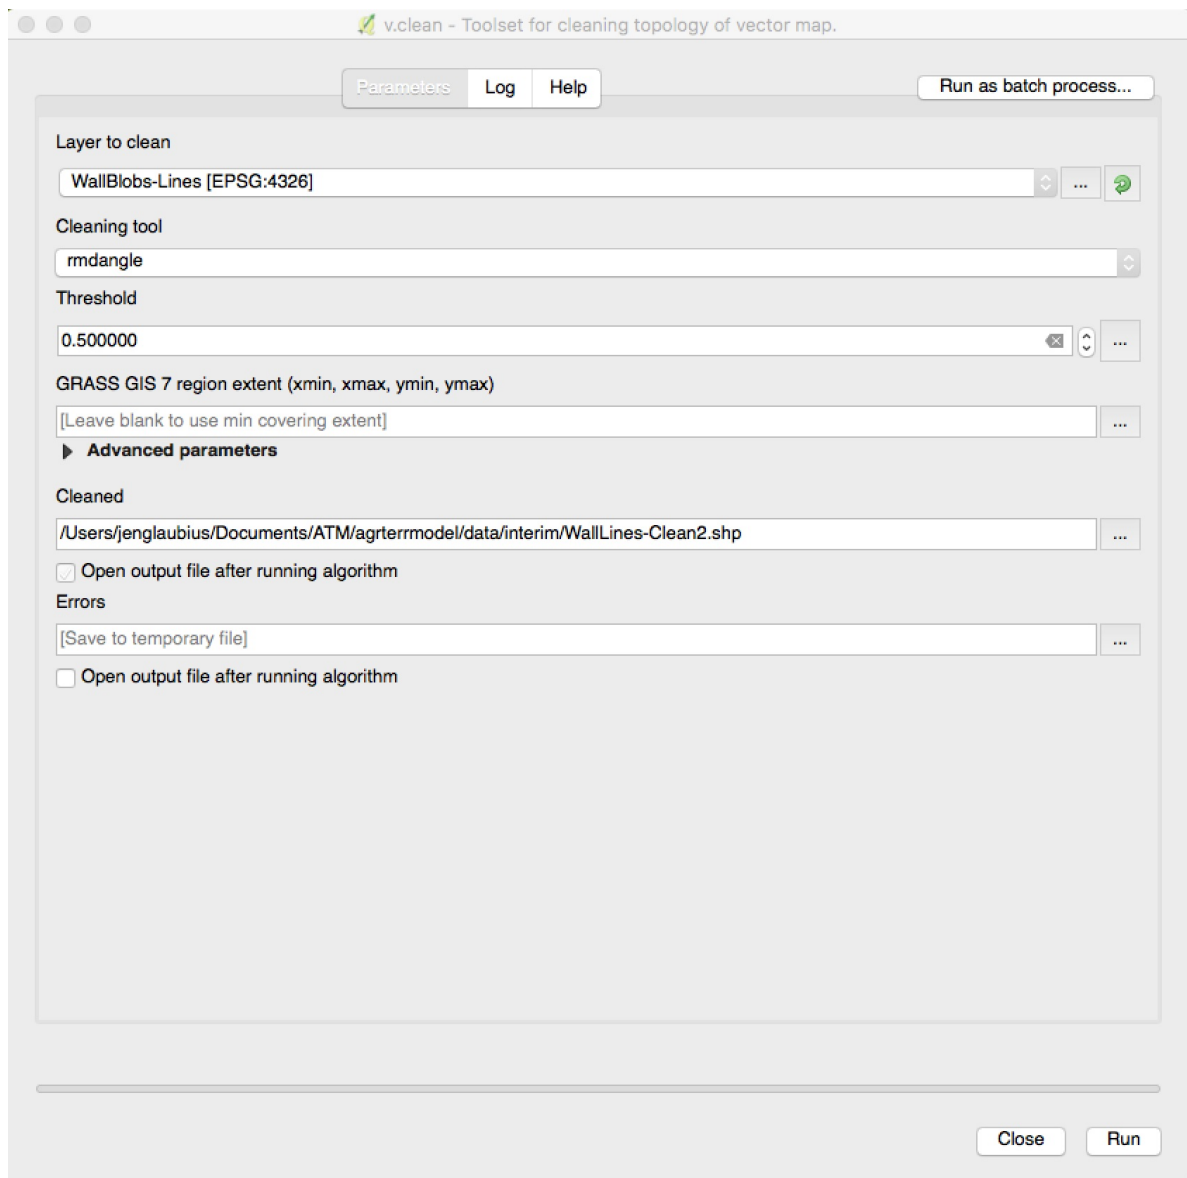 v.clean - Toolset for cleaning topology of vector map.
Parameters Log Help Run as batch process...
Layer to clean
WallBlobs-Lines [EPSG:4326] ...
Cleaning tool
rmdangle
Threshold
0.500000 ...
GRASS GIS 7 region extent (xmin, xmax, ymin, ymax)
[Leave blank to use min covering extent] ...
Advanced parameters
Cleaned
/Users/jenglaubius/Documents/ATM/agrterrmodel/data/interim/WallLines-Clean2.shp ...
Open output file after running algorithm
Errors
[Save to temporary file] ...
Open output file after running algorithm
Close Run